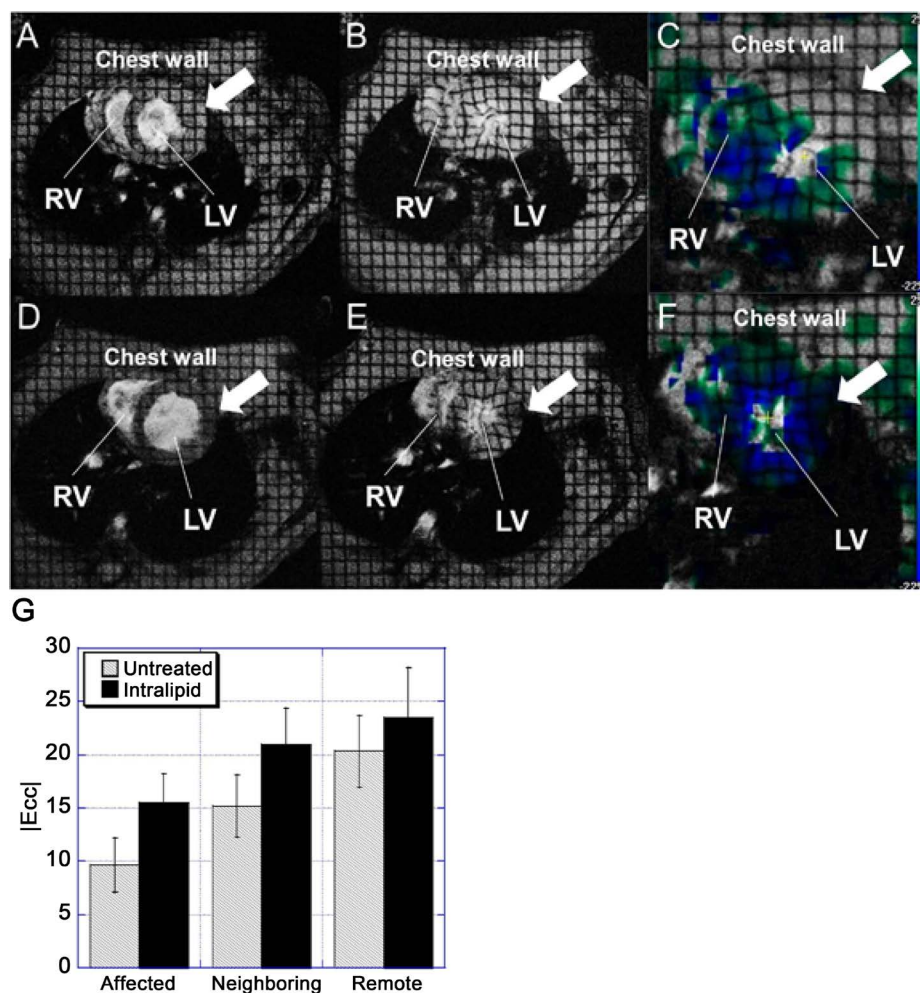 A
Chest wall
RV
LV
B
Chest wall
RV
LV
C
Chest wall
RV
LV
D
Chest wall
RV
LV
E
Chest wall
RV
LV
F
Chest wall
RV
LV
G
30
25
20
15
10
5
0
|Ecc|
Untreated
Intralipid
Affected
Neighboring
Remote